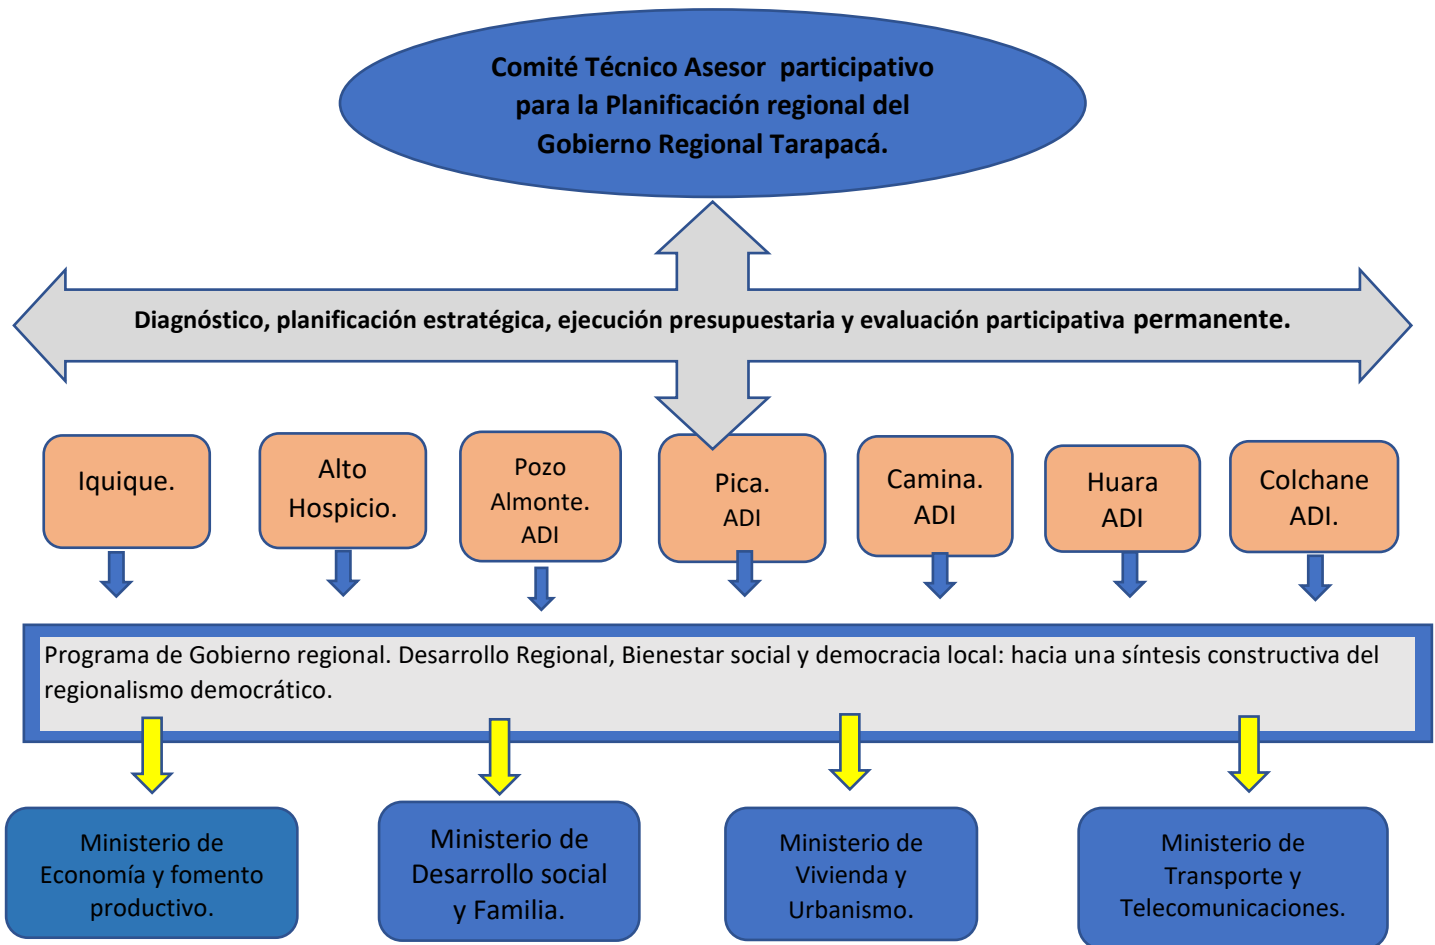 Comité Técnico Asesor participativo
para la Planificación regional del
Gobierno Regional Tarapacá.
Diagnóstico, planificación estratégica, ejecución presupuestaria y evaluación participativa permanente.
Iquique.
Alto
Hospicio.
Pozo
Almonte.
ADI
Pica.
ADI
Camina.
ADI
Huara
ADI
Colchane
ADI.
Programa de Gobierno regional. Desarrollo Regional, Bienestar social y democracia local: hacia una síntesis constructiva del
regionalismo democrático.
Ministerio de
Economía y fomento
productivo.
Ministerio de
Desarrollo social
y Familia.
Ministerio de
Vivienda y
Urbanismo.
Ministerio de
Transporte y
Telecomunicaciones.